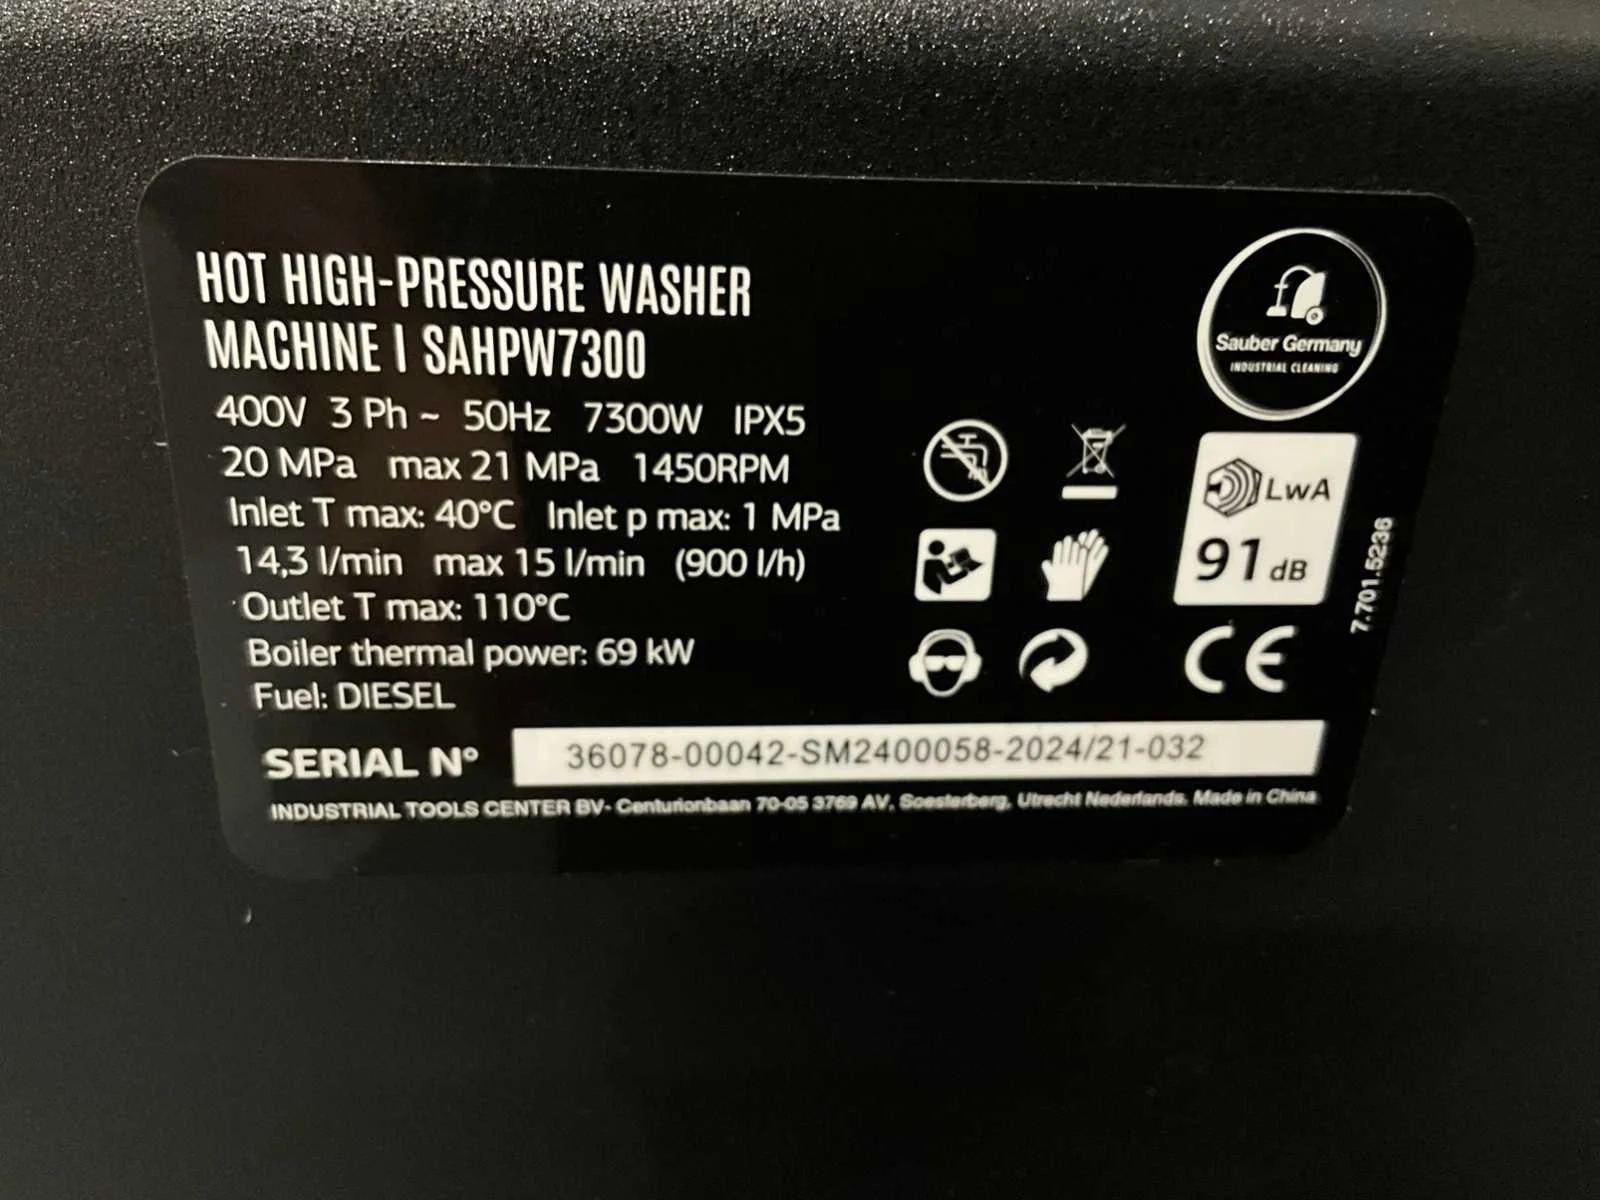 HOT HIGH-PRESSURE WASHER
MACHINE I SAHPW7300
400V 3 Ph ~ 50Hz 7300W IPX5
20 MPa max 21 MPa 1450RPM
Inlet T max: 40°C Inlet p max: 1 MPa
14,3 l/min max 15 l/min (900 l/h)
Outlet T max: 110°C
Boiler thermal power: 69 kW
Fuel: DIESEL
SERIAL N° 36078-00042-SM2400058-2024/21-032
INDUSTRIAL TOOLS CENTER BV- Centurionbaan 70-05 3769 AV, Soesterberg, Utrecht Nederlands. Made in China
Sauber Germany
INDUSTRIAL CLEANING
LwA
91 dB
CE
7.701.5236